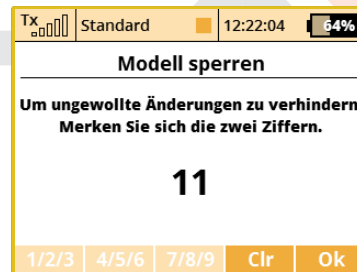 Tx Standard 12:22:04 64%
Modell sperren
Um ungewollte Änderungen zu verhindern
Merken Sie sich die zwei Ziffern.
11
1/2/3 4/5/6 7/8/9 Clr Ok